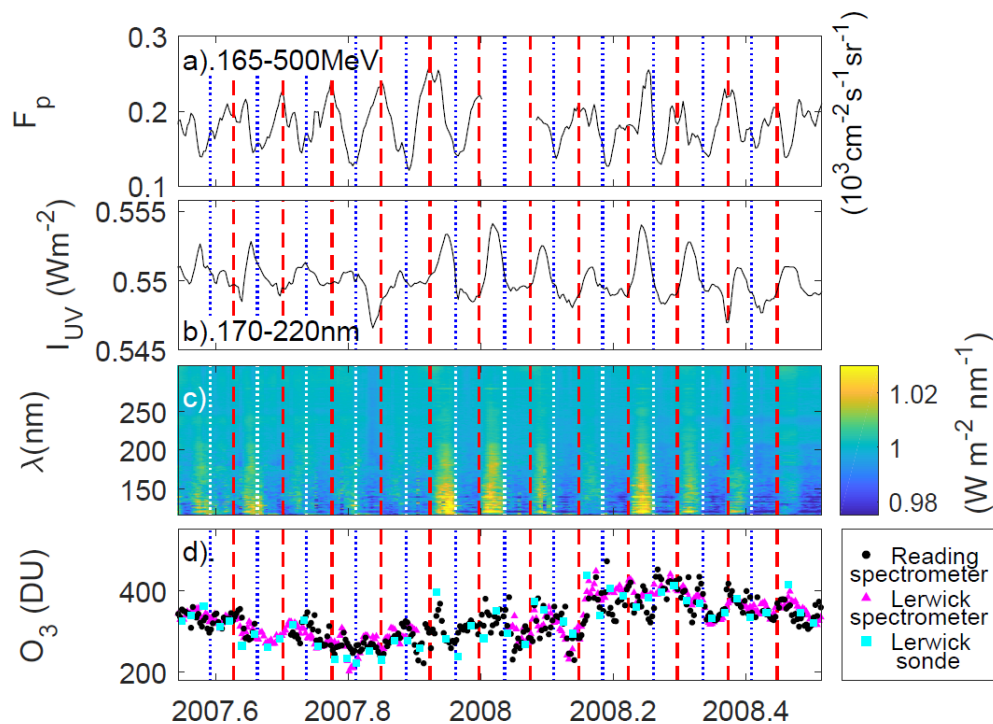 0.3
a).165-500MeV
F_p
0.2
0.1
(10^3cm^-2s^-1sr^-1)
0.555
I_UV (Wm^-2)
0.55
b).170-220nm
0.545
c)
λ(nm)
250
200
150
1.02
1
0.98
(W m^-2 nm^-1)
d)
O_3 (DU)
400
200
2007.6 2007.8 2008 2008.2 2008.4
Reading
spectrometer
Lerwick
spectrometer
Lerwick
sonde